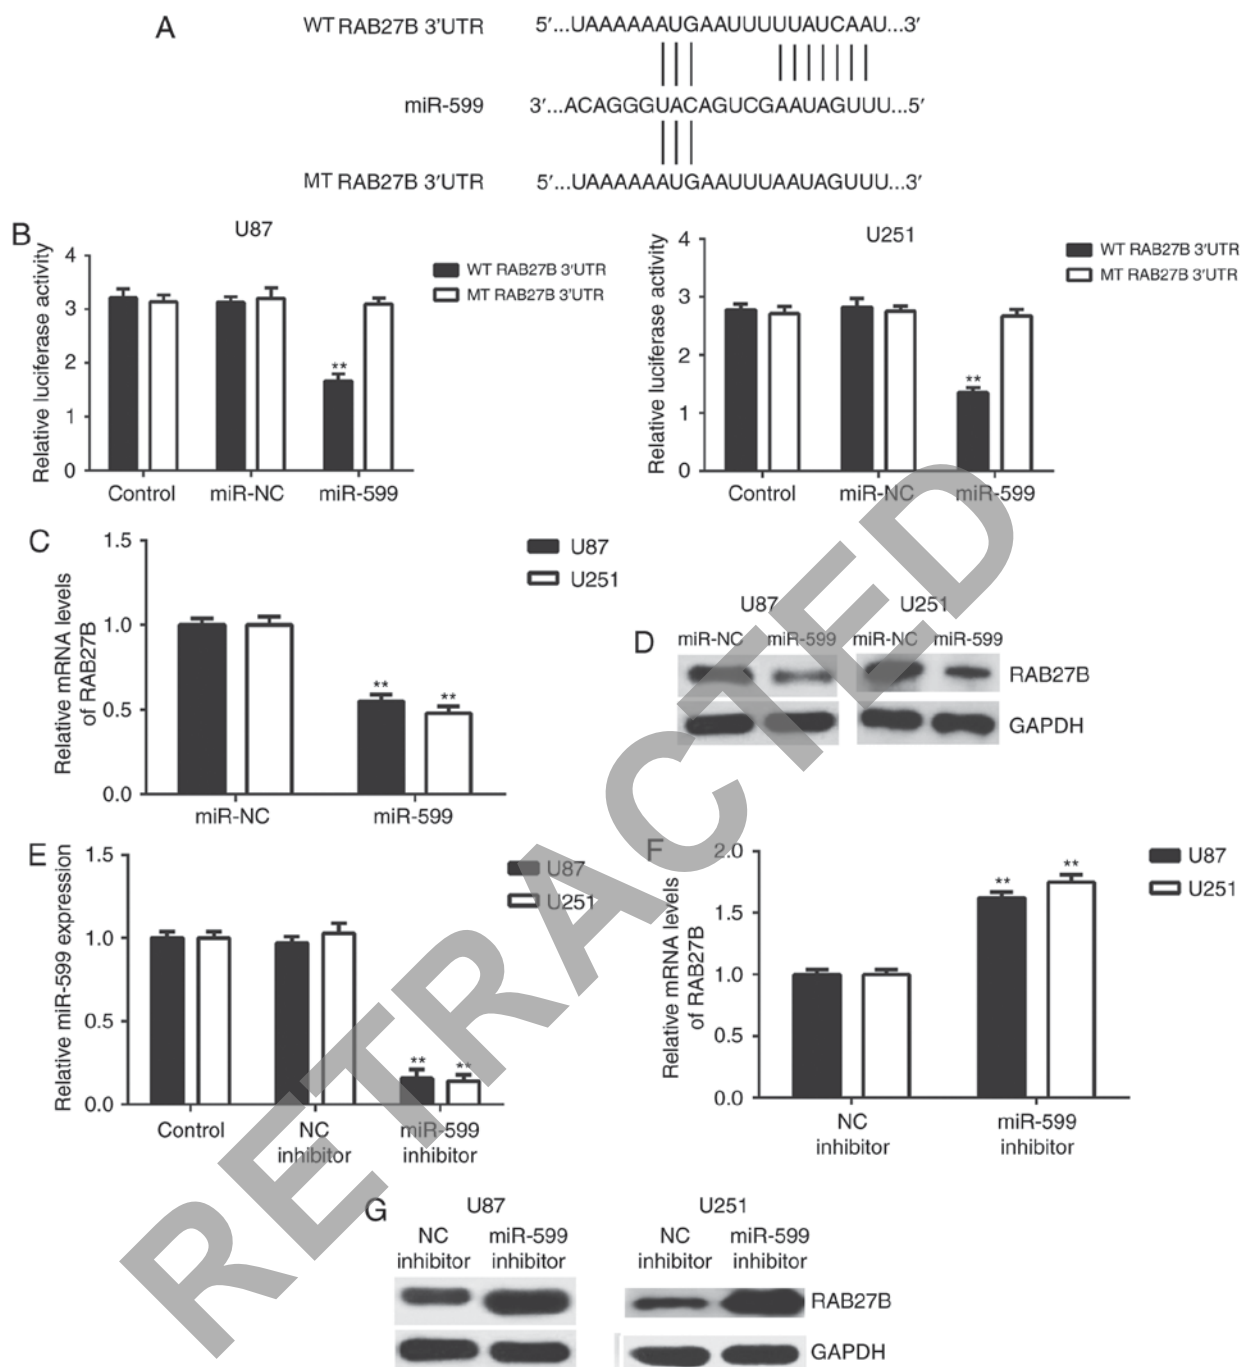 A
WT RAB27B 3'UTR 5'...UAAAAAAUGAAUUUUUAUCAAU...3'
miR-599 3'...ACAGGGUACAGUCGAAUAGUUU...5'
MT RAB27B 3'UTR 5'...UAAAAAAUGAAUUUAAUAGUUU...3'
B
U87
Relative luciferase activity
4
3
2
1
0
**
Control miR-NC miR-599
WT RAB27B 3'UTR
MT RAB27B 3'UTR
U251
Relative luciferase activity
4
3
2
1
0
**
Control miR-NC miR-599
WT RAB27B 3'UTR
MT RAB27B 3'UTR
C
Relative mRNA levels
of RAB27B
1.5
1.0
0.5
0.0
** **
miR-NC miR-599
U87
U251
D
U87 U251
miR-NC miR-599 miR-NC miR-599
RAB27B
GAPDH
E
Relative miR-599 expression
1.5
1.0
0.5
0.0
** **
Control NC miR-599
inhibitor inhibitor
U87
U251
F
Relative mRNA levels
of RAB27B
2.0
1.5
1.0
0.5
0.0
** **
NC miR-599
inhibitor inhibitor
U87
U251
G
U87 U251
NC miR-599 NC miR-599
inhibitor inhibitor inhibitor inhibitor
RAB27B
GAPDH
RETRACTED